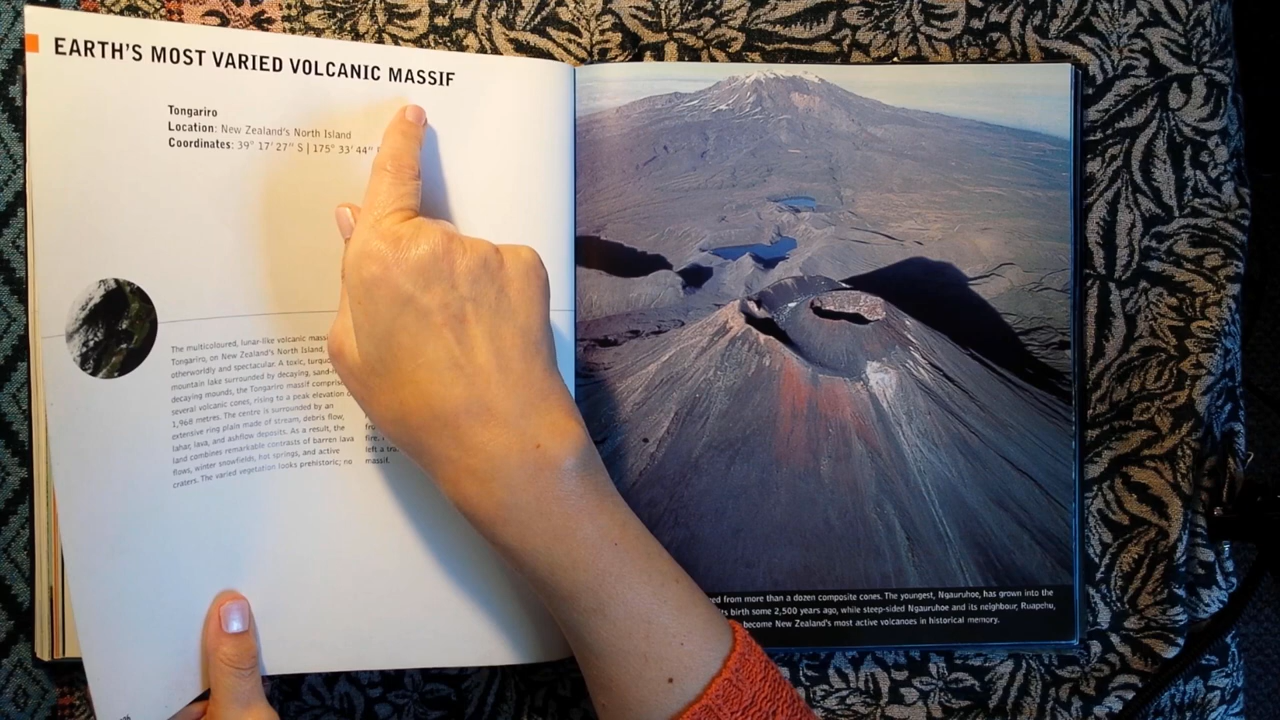 EARTH'S MOST VARIED VOLCANIC MASSIF
Tongariro
Location: New Zealand's North Island
Coordinates: 39° 17' 27" S | 175° 33' 44"
The multicoloured, lunar-like volcanic
Tongariro, on New Zealand's North Island,
otherworldly and spectacular. A toxic,
mountain lake surrounded by decaying,
decaying mounds, the Tongariro massif
several volcanic cones, rising to a peak elevation
1,968 metres. The centre is surrounded by an
extensive ring plain made of stream, debris flow,
lahar, lava, and ashflow deposits. As a result, the
land combines remarkable contrasts of barren lava
flows, winter snowfields, hot springs, and active
craters. The varied vegetation looks prehistoric; no
fire.
left a
massif.
from more than a dozen composite cones. The youngest, Ngauruhoe, has grown into the
birth some 2,500 years ago, while steep-sided Ngauruhoe and its neighbour, Ruapehu,
become New Zealand's most active volcanoes in historical memory.